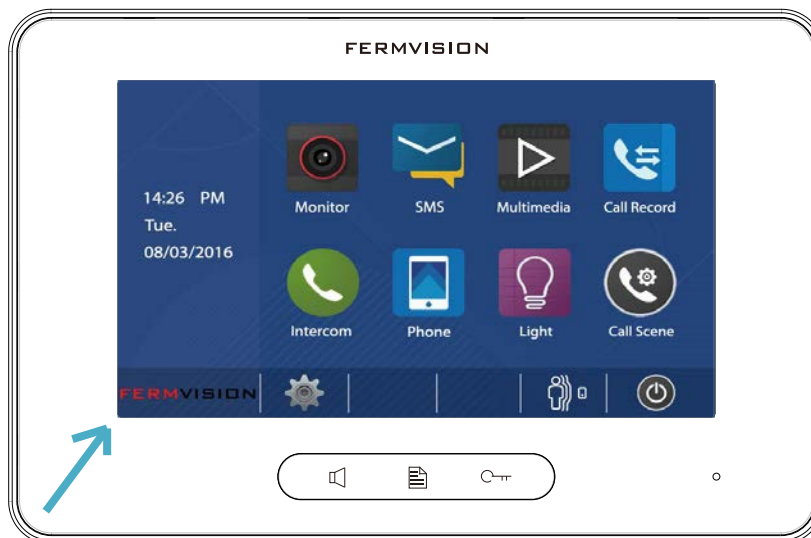 FERMVISION
14:26 PM
Tue.
08/03/2016
Monitor
SMS
Multimedia
Call Record
Intercom
Phone
Light
Call Scene
FERMVISION